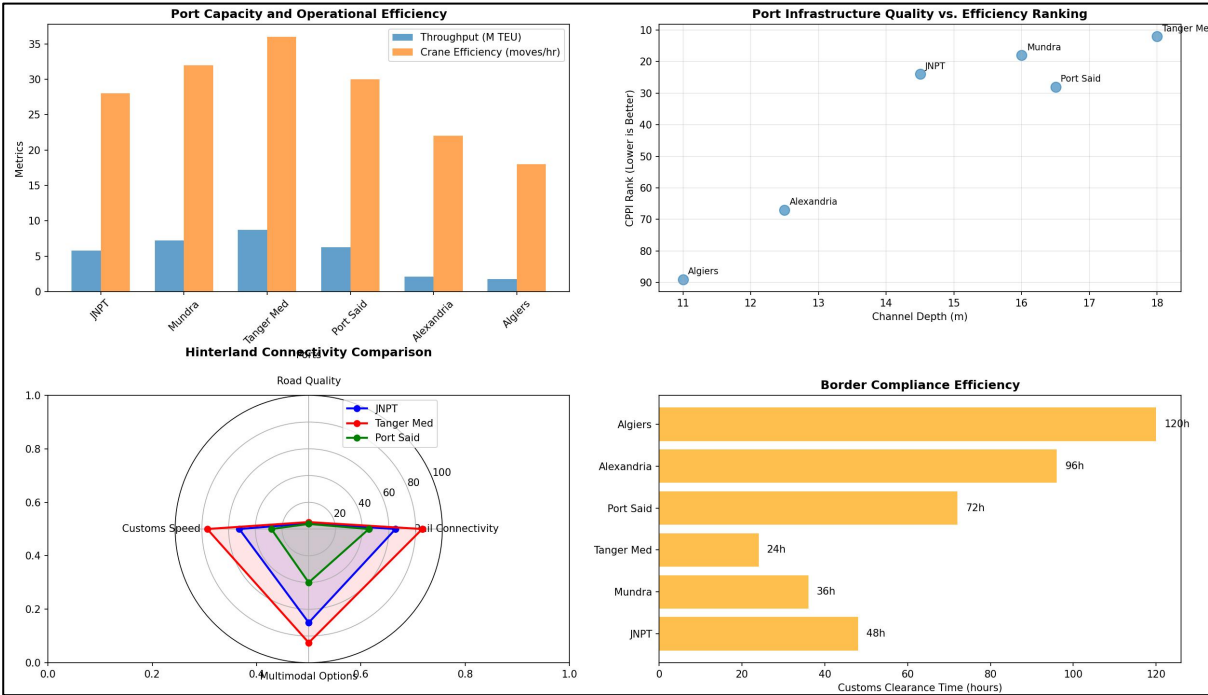 Port Capacity and Operational Efficiency
Throughput (M TEU)
Crane Efficiency (moves/hr)
Metrics
35
30
25
20
15
10
5
0
JNPT
Mundra
Tanger Med
Port Said
Alexandria
Algiers
Ports
Port Infrastructure Quality vs. Efficiency Ranking
CPPI Rank (Lower is Better)
10
20
30
40
50
60
70
80
90
Tanger Med
Mundra
JNPT
Port Said
Alexandria
Algiers
11
12
13
14
15
16
17
18
Channel Depth (m)
Hinterland Connectivity Comparison
Road Quality
JNPT
Tanger Med
Port Said
1.0
0.8
0.6
0.4
0.2
0.0
100
80
60
40
20
Customs Speed
Connectivity
Multimodal Options
0.0
0.2
0.4
0.6
0.8
1.0
Border Compliance Efficiency
Algiers
120h
Alexandria
96h
Port Said
72h
Tanger Med
24h
Mundra
36h
JNPT
48h
0
20
40
60
80
100
120
Customs Clearance Time (hours)